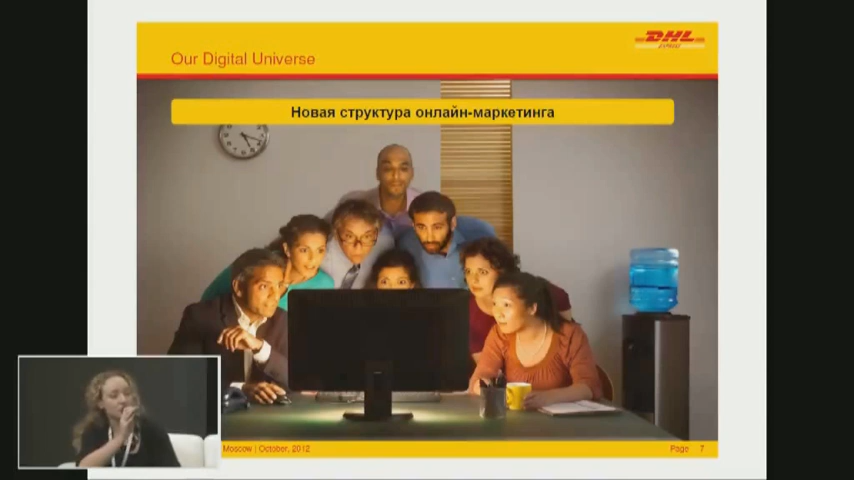 DHL
EXPRESS
Our Digital Universe
Новая структура онлайн-маркетинга
Moscow | October, 2012
Page 7